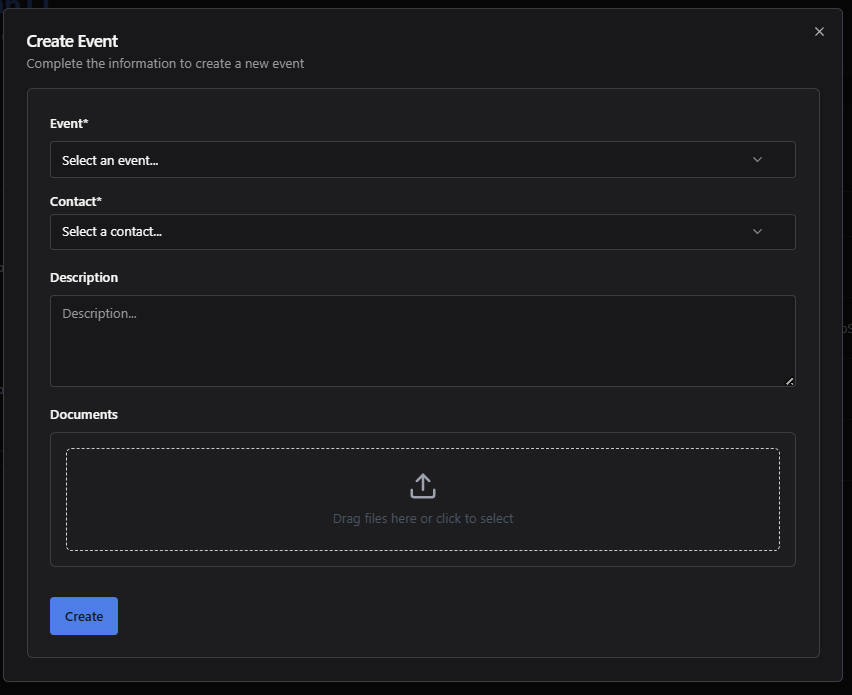 Create Event
Complete the information to create a new event
Event*
Select an event...
Contact*
Select a contact...
Description
Description...
Documents
Drag files here or click to select
Create